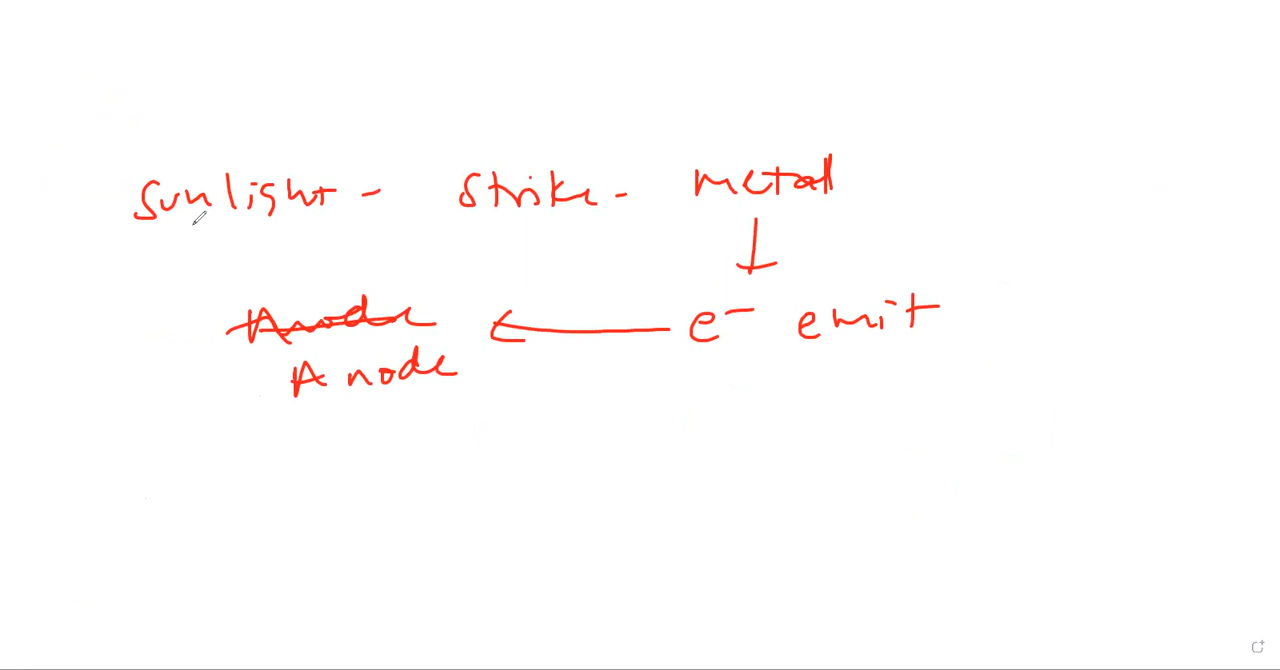 Sunlight - Strike - metal
↓
Anode ← e⁻ emit
Anode